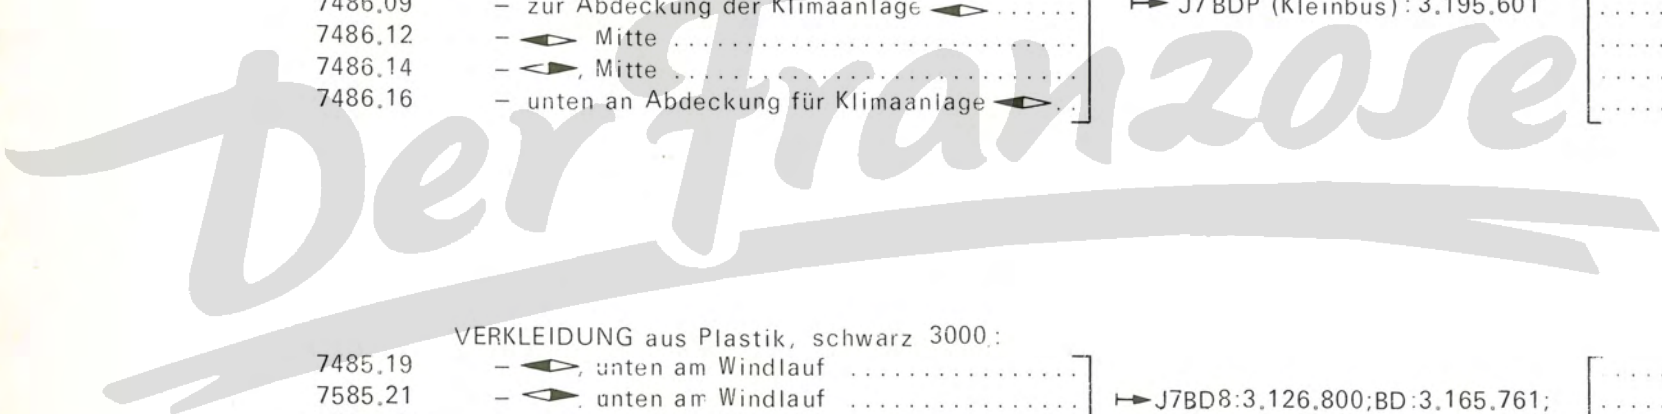 7486.09 – zur Abdeckung der Klimaanlage ...... J7 BDP (Kleinbus) : 3.195.601
7486.12 – Mitte
7486.14 – , Mitte
7486.16 – unten an Abdeckung für Klimaanlage ..
Der Franzose
VERKLEIDUNG aus Plastik, schwarz 3000.:
7485.19 – , unten am Windlauf
7585.21 – unten am Windlauf J7BD8:3.126.800;BD:3.165.761;